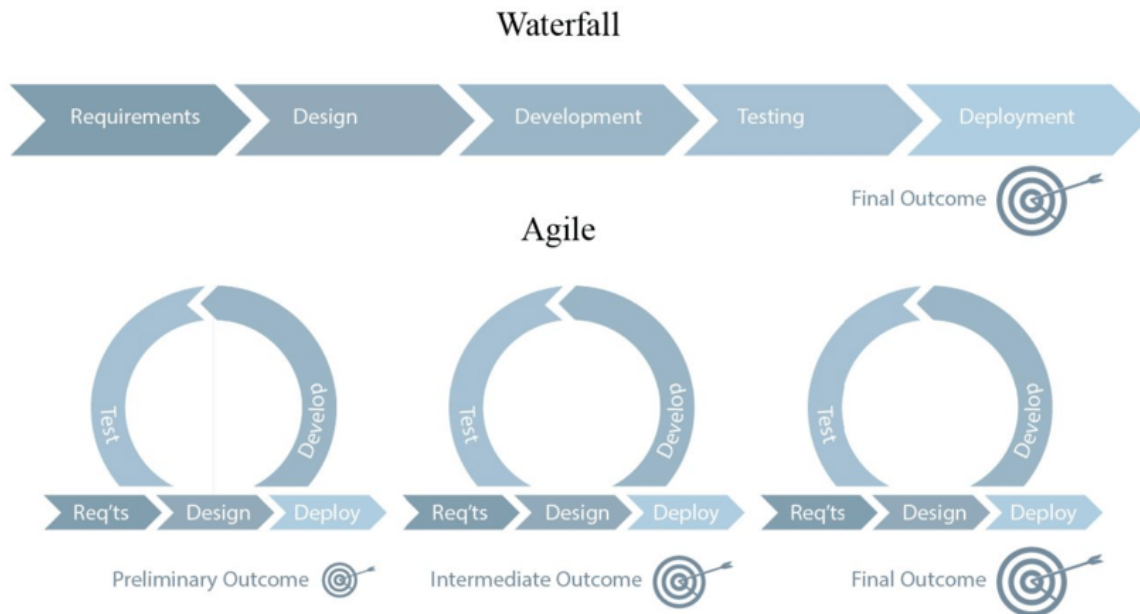 Waterfall
Requirements Design Development Testing Deployment
Final Outcome
Agile
Test Develop Test Develop Test Develop
Req'ts Design Deploy Req'ts Design Deploy Req'ts Design Deploy
Preliminary Outcome Intermediate Outcome Final Outcome